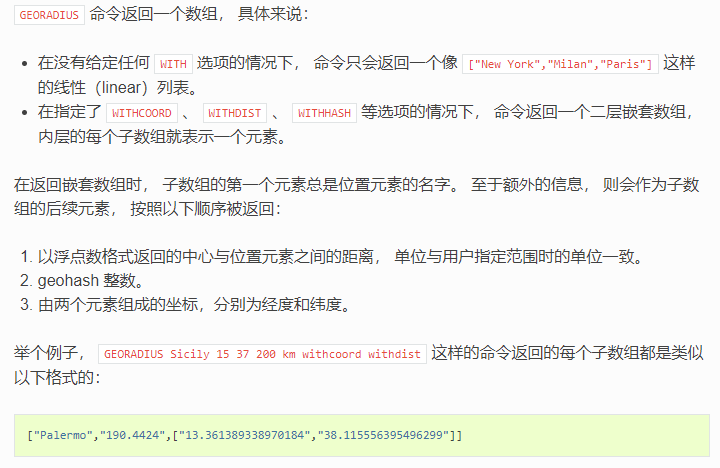 GEORADIUS 命令返回一个数组， 具体来说：
在没有给定任何 WITH 选项的情况下， 命令只会返回一个像 ["New York","Milan","Paris"] 这样
的线性（linear）列表。
在指定了 WITHCOORD 、 WITHDIST 、 WITHHASH 等选项的情况下， 命令返回一个二层嵌套数组，
内层的每个子数组就表示一个元素。
在返回嵌套数组时， 子数组的第一个元素总是位置元素的名字。 至于额外的信息， 则会作为子数
组的后续元素， 按照以下顺序被返回：
1. 以浮点数格式返回的中心与位置元素之间的距离， 单位与用户指定范围时的单位一致。
2. geohash 整数。
3. 由两个元素组成的坐标，分别为经度和纬度。
举个例子， GEORADIUS Sicily 15 37 200 km withcoord withdist 这样的命令返回的每个子数组都是类似
以下格式的：
["Palermo","190.4424",["13.361389338970184","38.115556395496299"]]